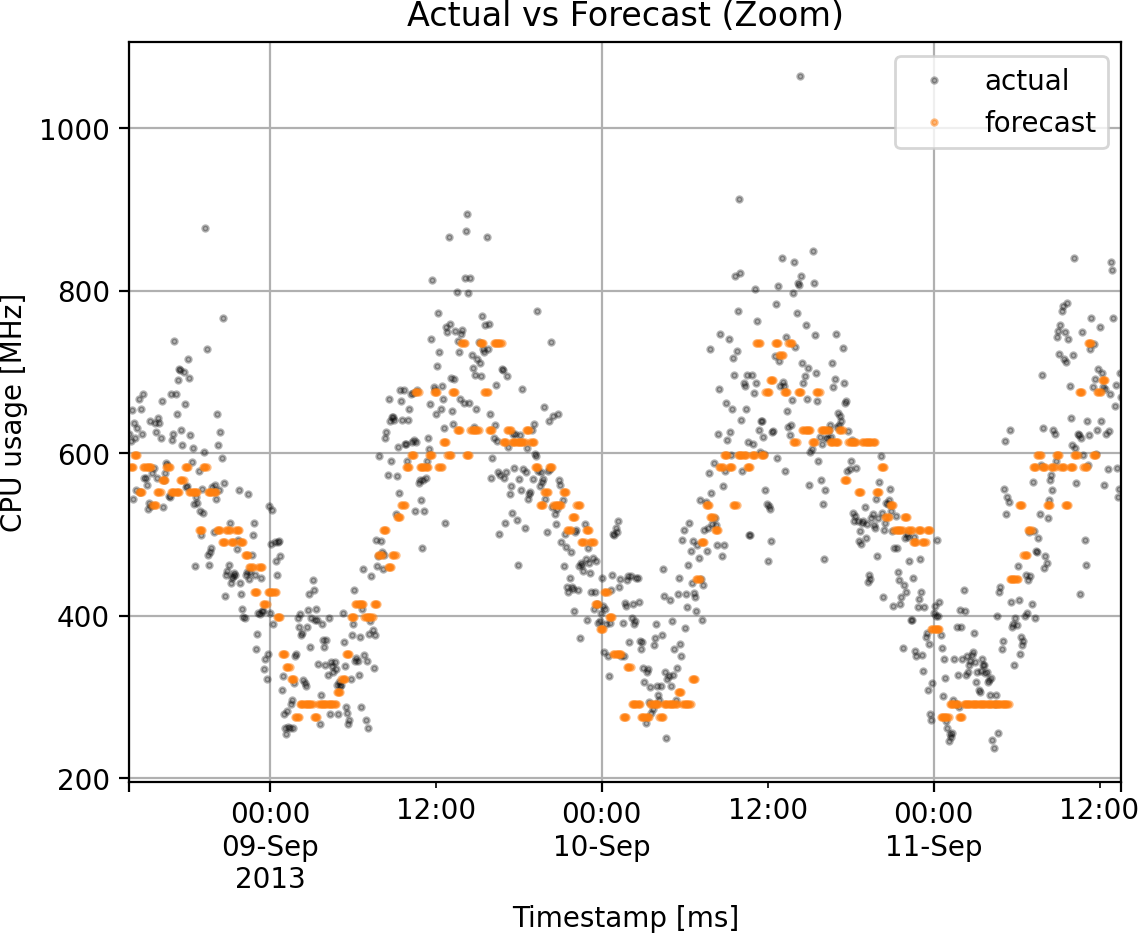 Actual vs Forecast (Zoom)
actual
forecast
CPU usage [MHz]
1000
800
600
400
200
00:00 12:00 00:00 12:00 00:00 12:00
09-Sep 10-Sep 11-Sep
2013
Timestamp [ms]